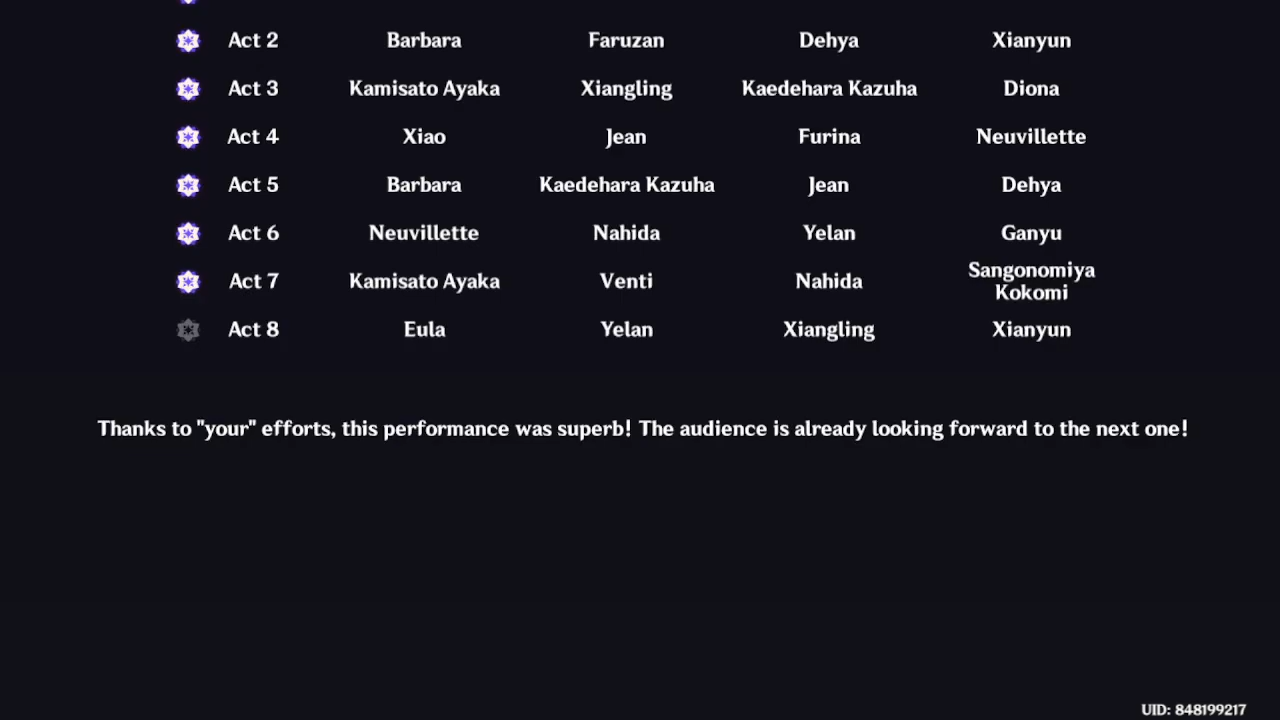 Act 2 Barbara Faruzan Dehya Xianyun
Act 3 Kamisato Ayaka Xiangling Kaedehara Kazuha Diona
Act 4 Xiao Jean Furina Neuvillette
Act 5 Barbara Kaedehara Kazuha Jean Dehya
Act 6 Neuvillette Nahida Yelan Ganyu
Act 7 Kamisato Ayaka Venti Nahida Sangonomiya
Kokomi
Act 8 Eula Yelan Xiangling Xianyun
Thanks to "your" efforts, this performance was superb! The audience is already looking forward to the next one!
UID: 848199217